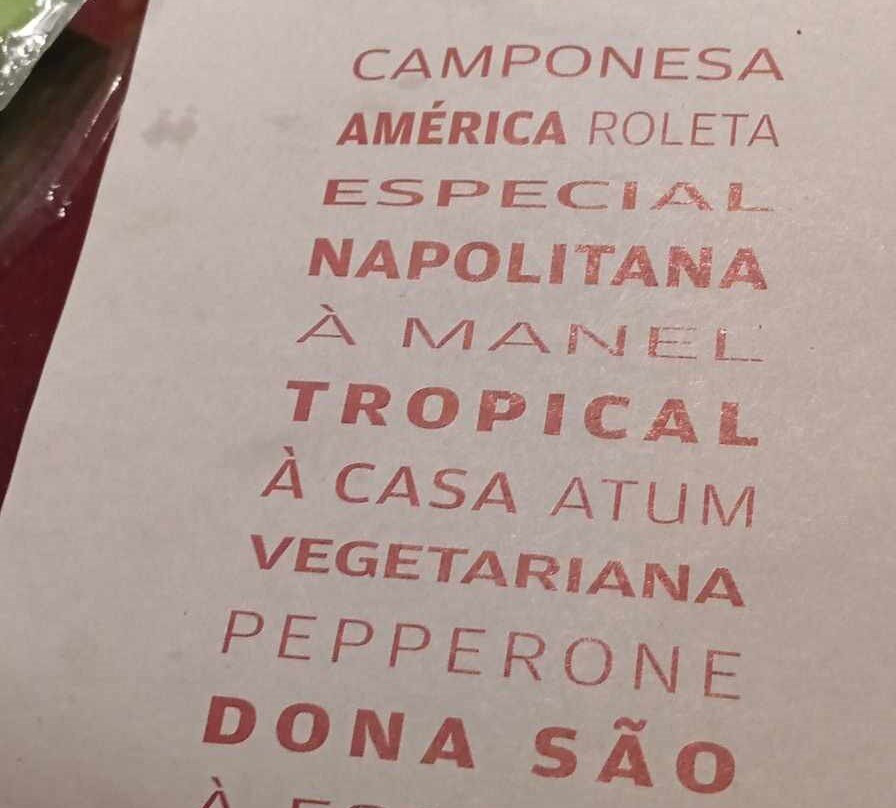 CAMPONESA
AMÉRICA ROLETA
ESPECIAL
NAPOLITANA
À MANEL
TROPICAL
À CASA ATUM
VEGETARIANA
PEPPERONE
DONA SÃO
À